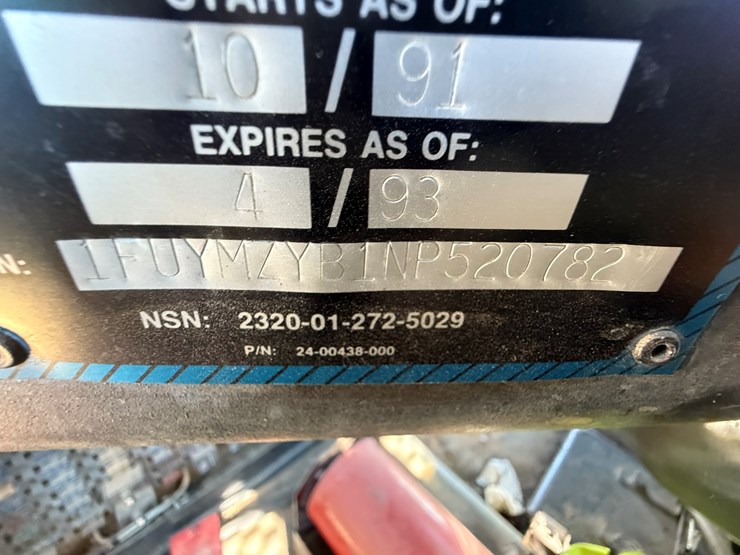 STARTS AS OF:
10 / 91
EXPIRES AS OF:
4 / 93
N: 1FUYMZYB1NP520782
NSN: 2320-01-272-5029
P/N: 24-00438-000